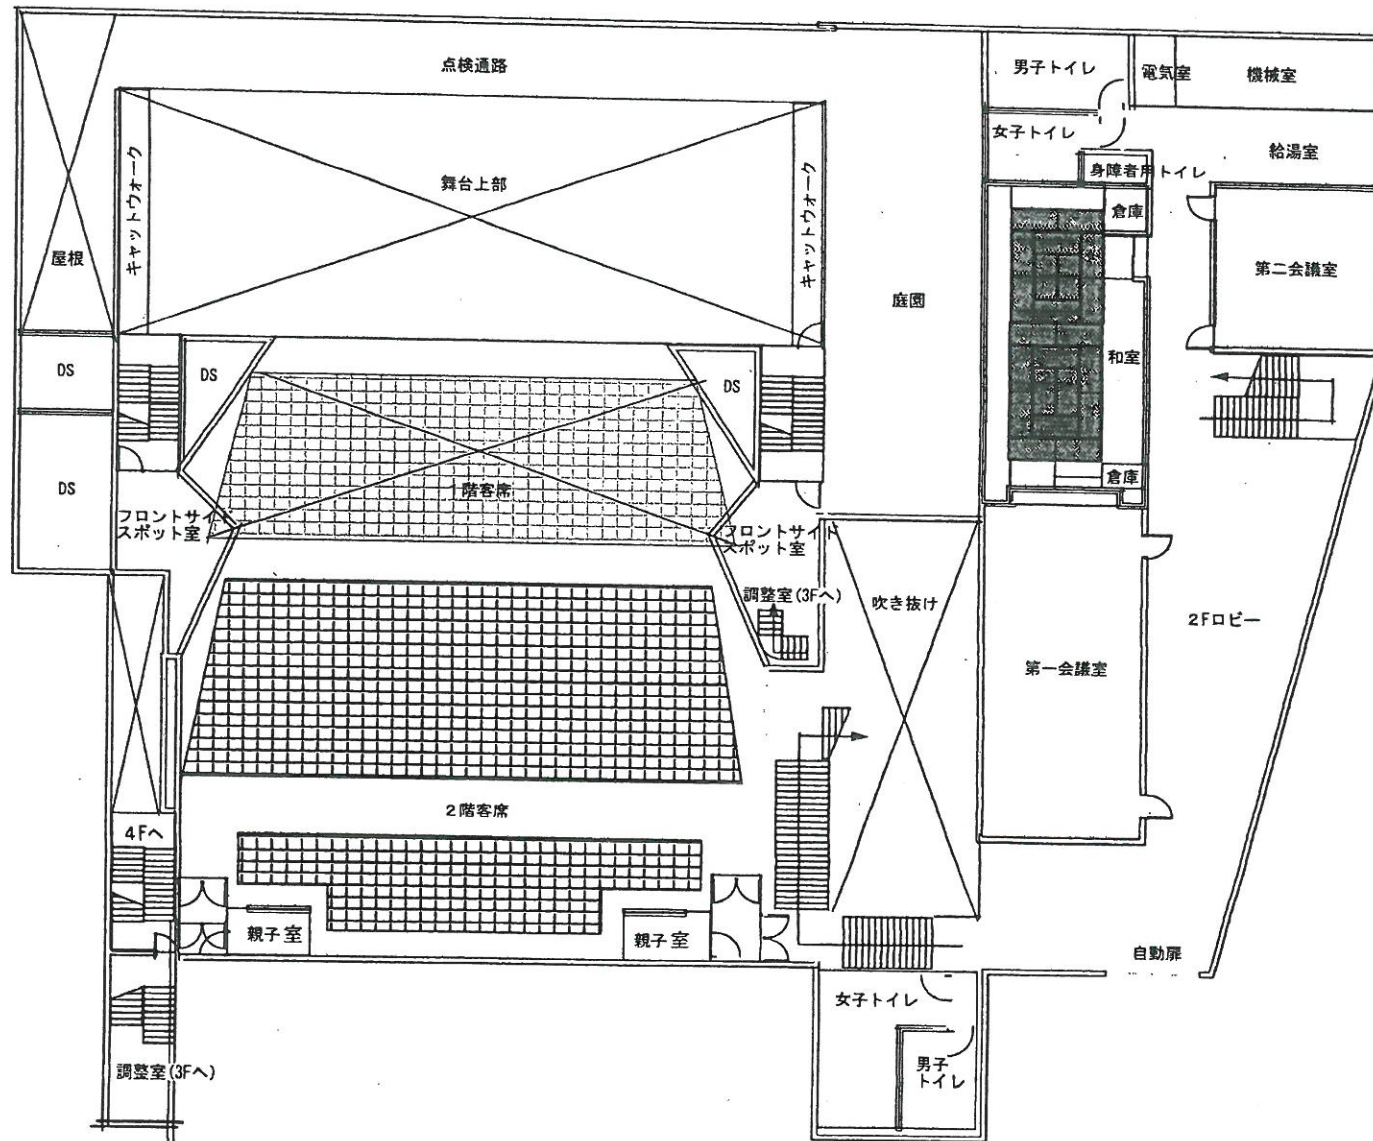 点検通路
男子トイレ
電気室
機械室
女子トイレ
給湯室
身障者用トイレ
キャットウォーク
舞台上部
キャットウォーク
倉庫
屋根
庭園
第二会議室
DS
DS
DS
和室
DS
1階客席
倉庫
フロントサイド
スポット室
フロントサイド
スポット室
調整室(3Fへ)
吹き抜け
2Fロビー
第一会議室
2階客席
4Fへ
親子室
親子室
自動扉
女子トイレ
男子
トイレ
調整室(3Fへ)